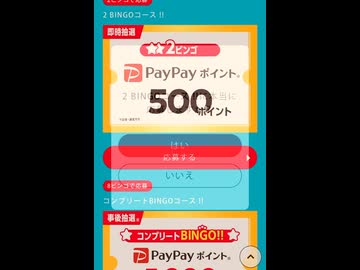 2 BINGOコース !!
即時抽選
2ビンゴ
PayPay ポイント
2 BINGO
本当に
500
ポイント
はい
応募する
いいえ
8ビンゴで応募
コンプリートBINGOコース !!
事後抽選
コンプリートBINGO!!
PayPay ポイント